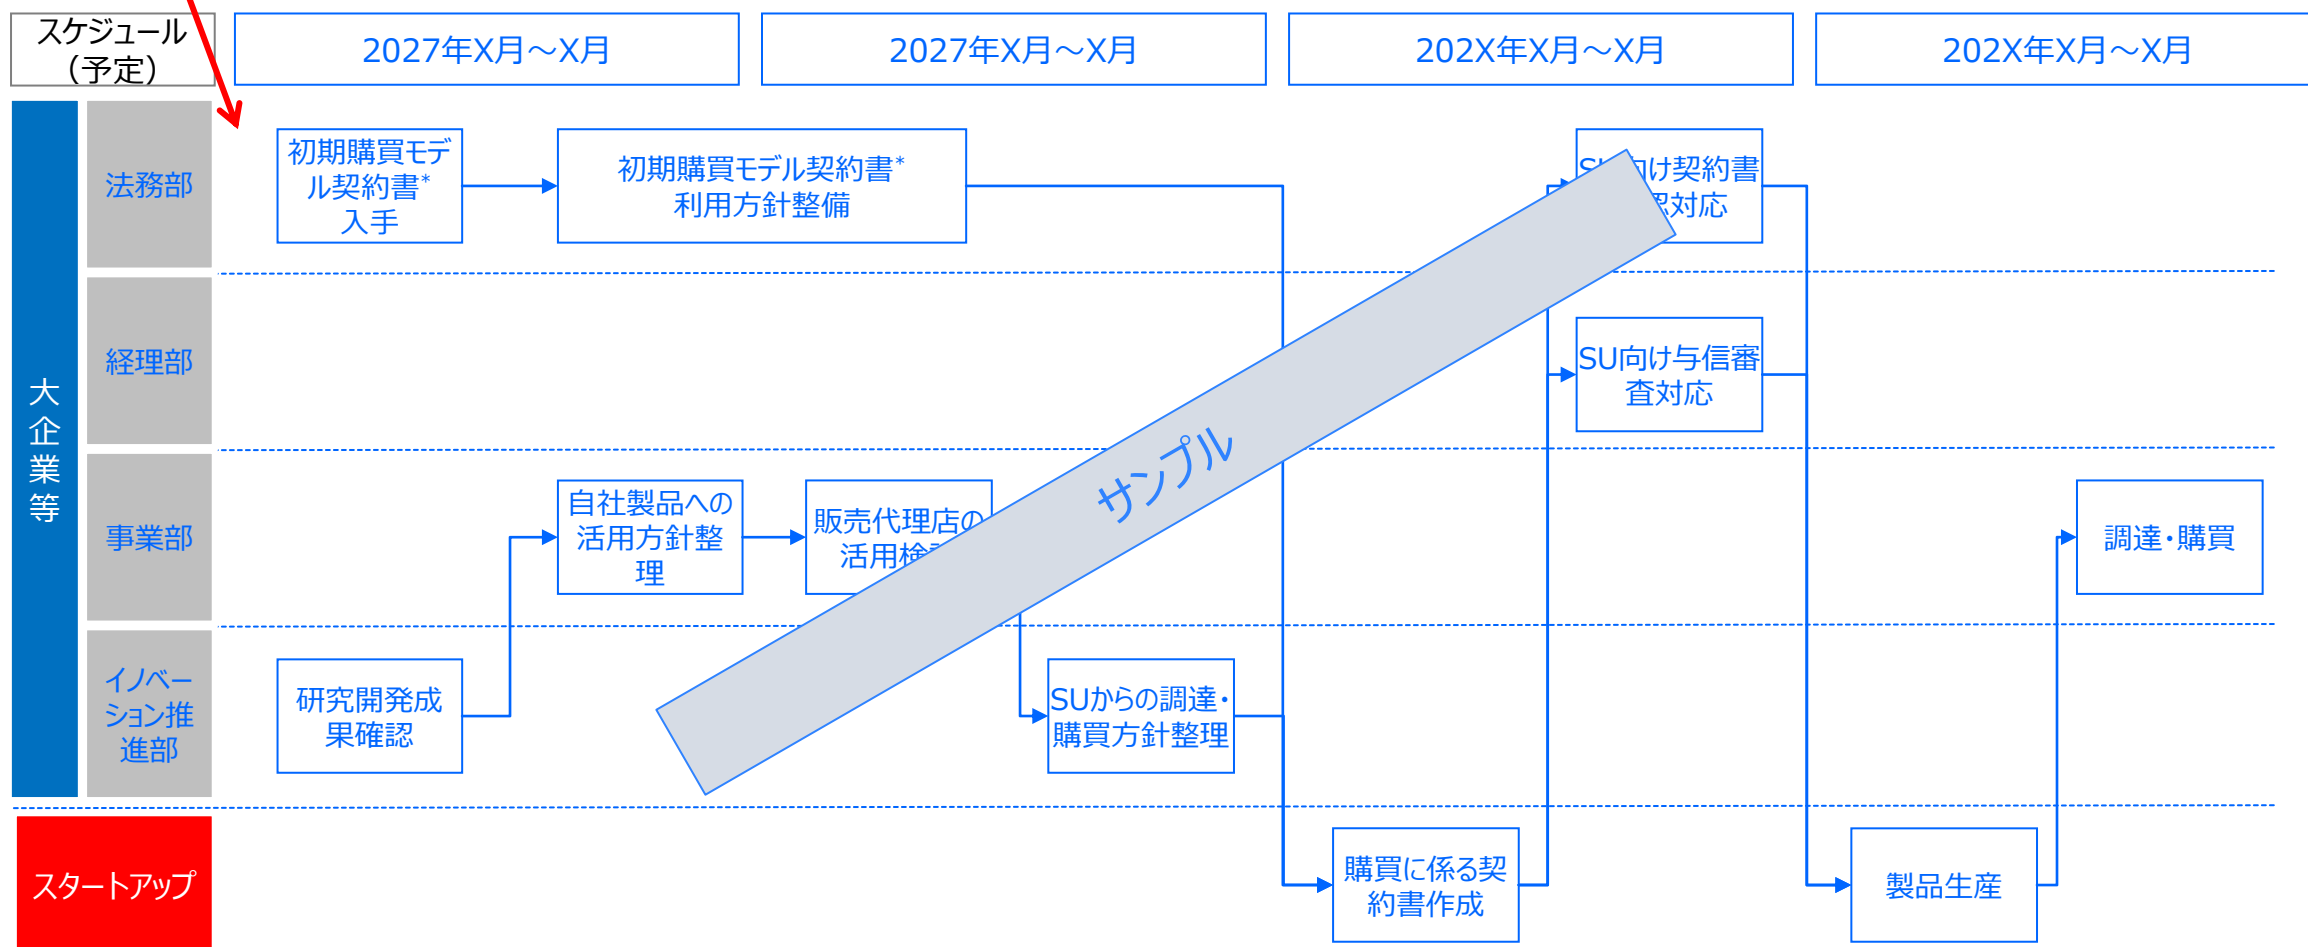 スケジュール
（予定）
2027年X月～X月
2027年X月～X月
202X年X月～X月
202X年X月～X月
大企業等
法務部
初期購買モデ
ル契約書*
入手
初期購買モデル契約書*
利用方針整備
向け契約書
対応
経理部
SU向け与信審
査対応
事業部
自社製品への
活用方針整
理
販売代理店の
活用検
調達・購買
サンプル
イノベー
ション推
進部
研究開発成
果確認
SUからの調達・
購買方針整理
スタートアップ
購買に係る契
約書作成
製品生産